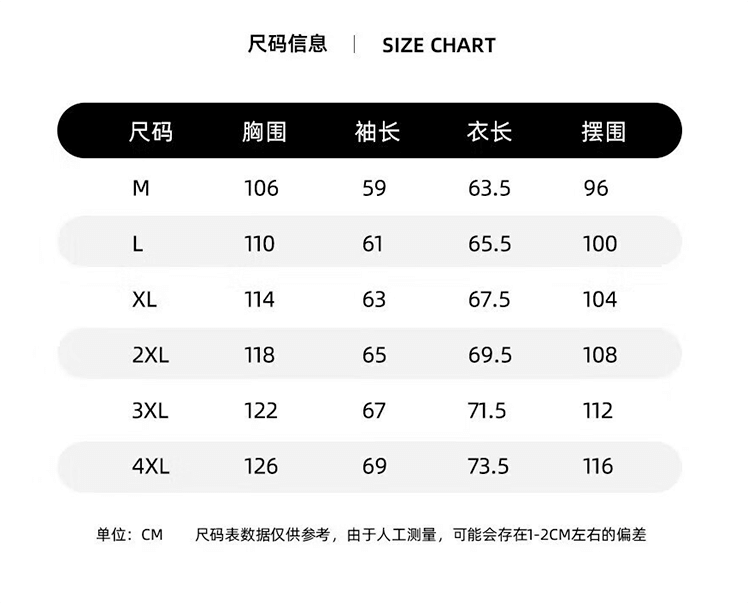 尺码信息 | SIZE CHART
尺码 胸围 袖长 衣长 摆围
M 106 59 63.5 96
L 110 61 65.5 100
XL 114 63 67.5 104
2XL 118 65 69.5 108
3XL 122 67 71.5 112
4XL 126 69 73.5 116
单位：CM 尺码表数据仅供参考，由于人工测量，可能会存在1-2CM左右的偏差